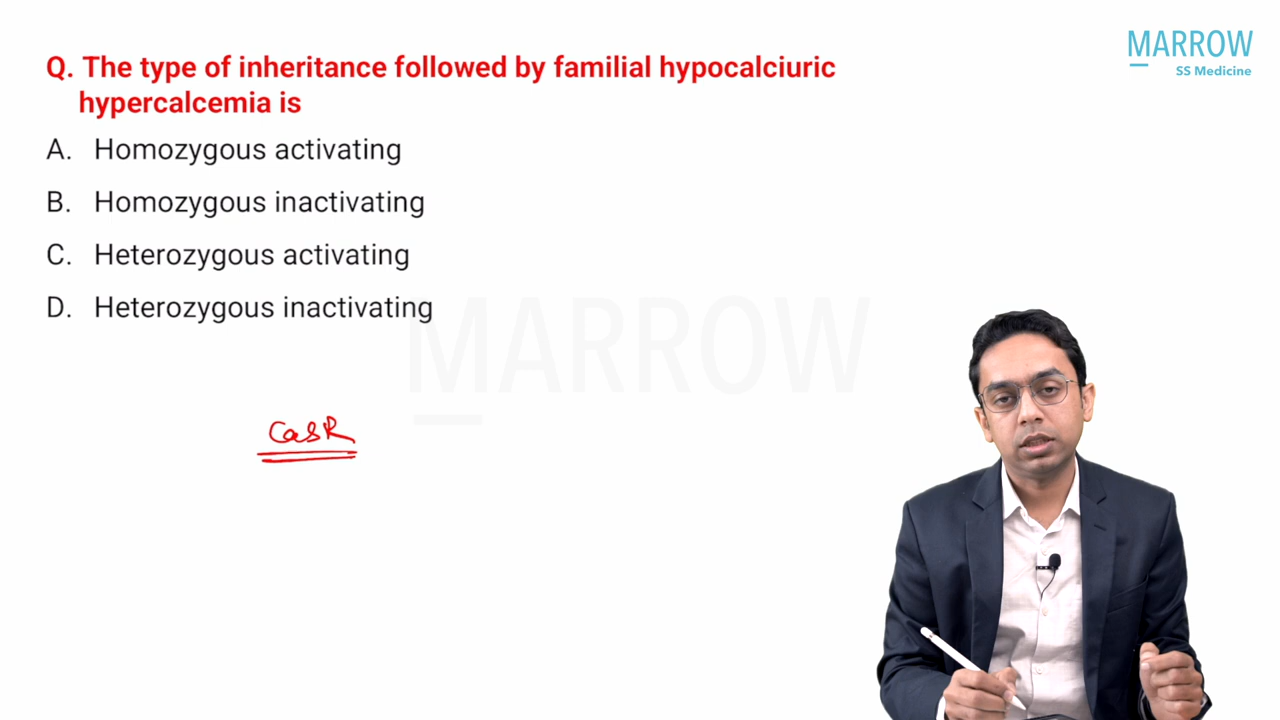 MARROW
SS Medicine
Q. The type of inheritance followed by familial hypocalciuric
hypercalcemia is
A. Homozygous activating
B. Homozygous inactivating
C. Heterozygous activating
D. Heterozygous inactivating
MARROW
CaSR